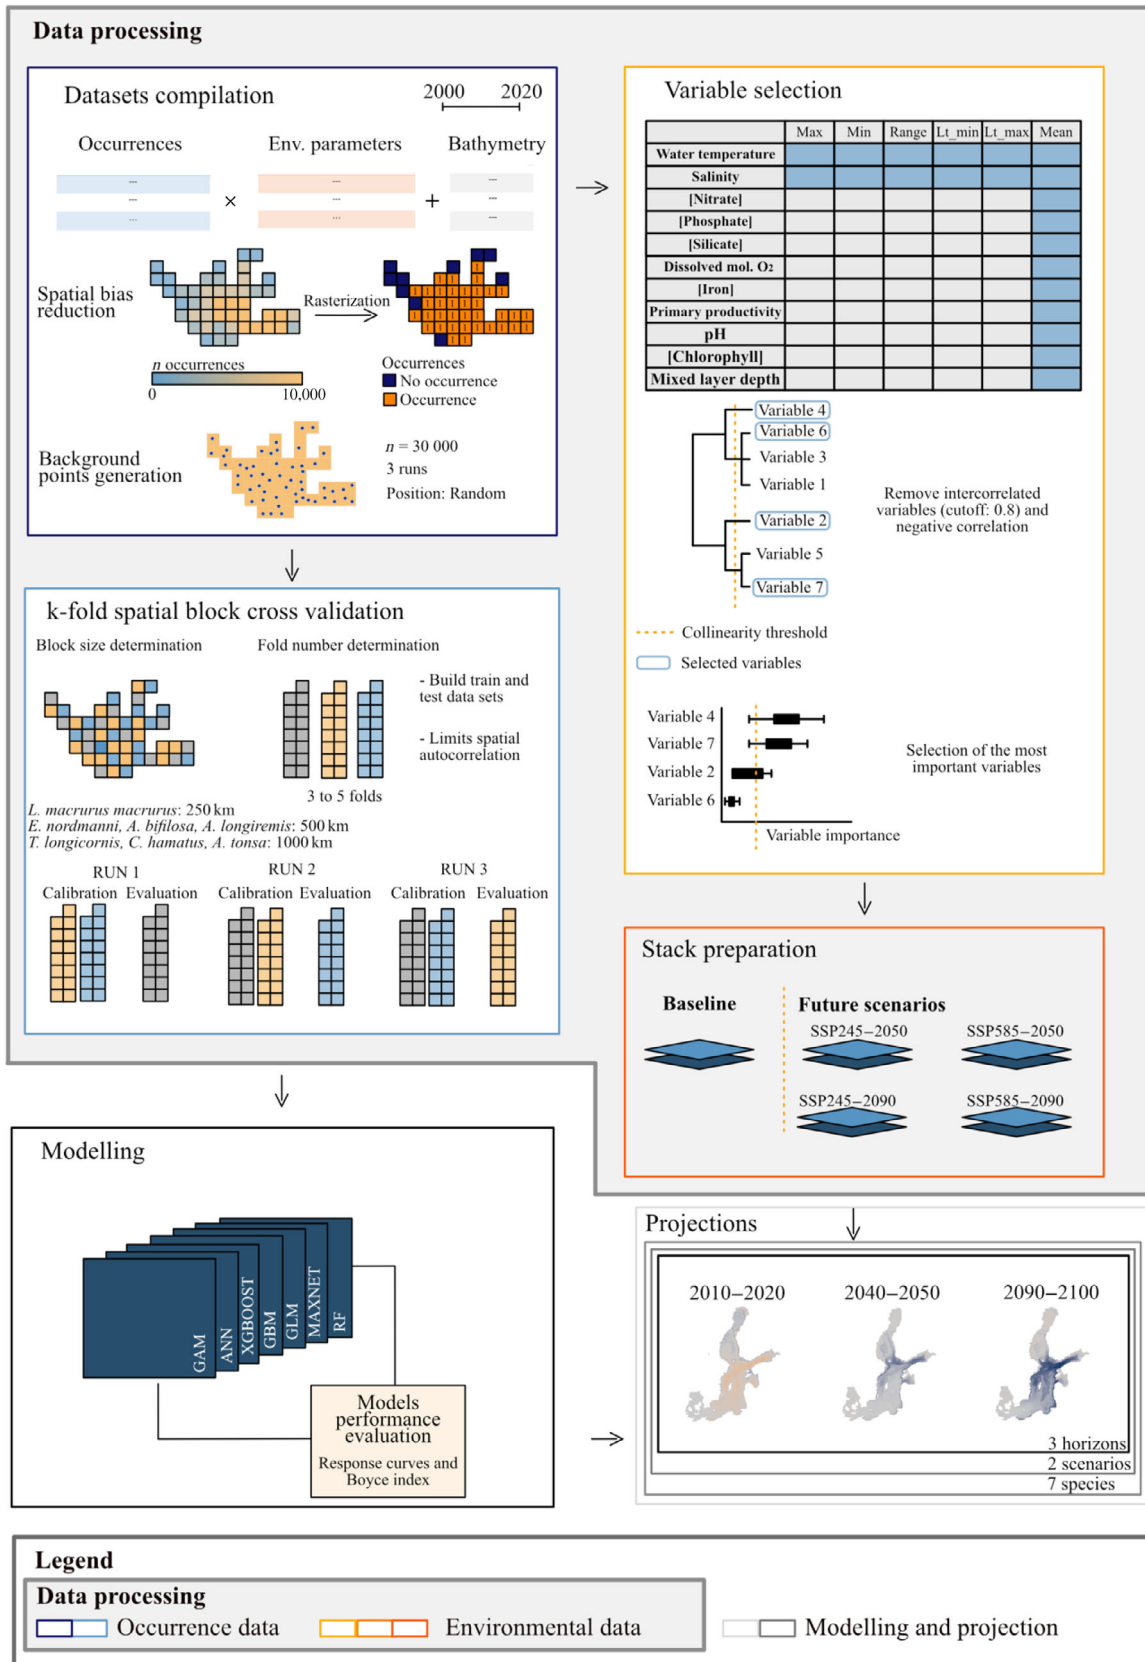 Data processing
Datasets compilation
2000 2020
Occurrences Env. parameters Bathymetry
... ... ...
... × ... + ...
... ... ...
Spatial bias
reduction
Rasterization
n occurrences
0 10,000
Occurrences
No occurrence
Occurrence
Background
points generation
n = 30 000
3 runs
Position: Random
k-fold spatial block cross validation
Block size determination
Fold number determination
- Build train and
test data sets
- Limits spatial
autocorrelation
3 to 5 folds
L. macrurus macrurus: 250 km
E. nordmanni, A. bifilosa, A. longiremis: 500 km
T. longicornis, C. hamatus, A. tonsa: 1000 km
RUN 1 RUN 2 RUN 3
Calibration Evaluation Calibration Evaluation Calibration Evaluation
Variable selection
Max Min Range Lt_min Lt_max Mean
Water temperature
Salinity
[Nitrate]
[Phosphate]
[Silicate]
Dissolved mol. O₂
[Iron]
Primary productivity
pH
[Chlorophyll]
Mixed layer depth
Variable 4
Variable 6
Variable 3
Variable 1
Variable 2
Variable 5
Variable 7
Remove intercorrelated
variables (cutoff: 0.8) and
negative correlation
Collinearity threshold
Selected variables
Variable 4
Variable 7
Variable 2
Variable 6
Variable importance
Selection of the most
important variables
Stack preparation
Baseline
Future scenarios
SSP245–2050 SSP585–2050
SSP245–2090 SSP585–2090
Modelling
GAM
ANN
XGBOOST
GBM
GLM
MAXNET
RF
Models
performance
evaluation
Response curves and
Boyce index
Projections
2010–2020 2040–2050 2090–2100
3 horizons
2 scenarios
7 species
Legend
Data processing
Occurrence data Environmental data Modelling and projection